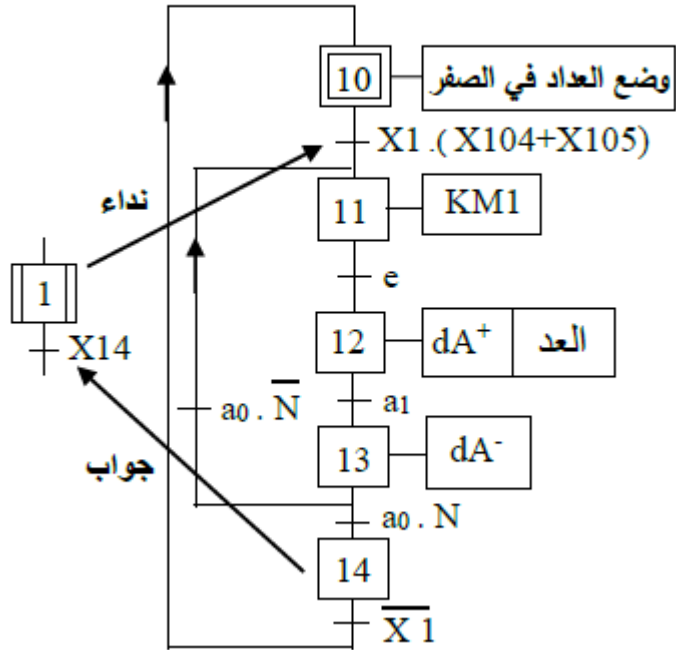 10 وضع العداد في الصفر
X1 .( X104+X105)
نداء
11 KM1
1
e
X14
12 dA⁺ العد
a₀ . N̅
a₁
جواب
13 dA⁻
a₀ . N
14
X̅ 1̅